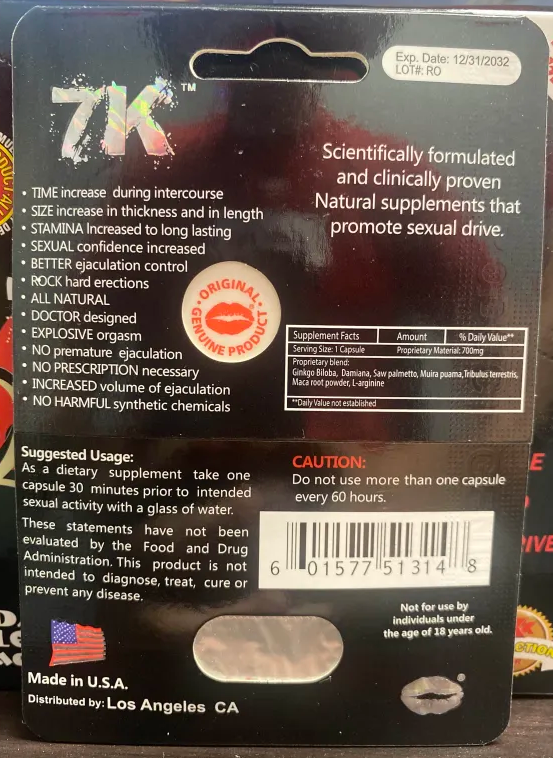 Exp. Date: 12/31/2032
LOT#: RO
7K™
Scientifically formulated
and clinically proven
Natural supplements that
promote sexual drive.
• TIME increase during intercourse
• SIZE increase in thickness and in length
• STAMINA Increased to long lasting
• SEXUAL confidence increased
• BETTER ejaculation control
• ROCK hard erections
• ALL NATURAL
• DOCTOR designed
• EXPLOSIVE orgasm
• NO premature ejaculation
• NO PRESCRIPTION necessary
• INCREASED volume of ejaculation
• NO HARMFUL synthetic chemicals
• ORIGINAL •
GENUINE PRODUCT
Supplement Facts Amount % Daily Value**
Serving Size: 1 Capsule Proprietary Material: 700mg
Proprietary blend:
Ginkgo Biloba, Damiana, Saw palmetto, Muira puama, Tribulus terrestris,
Maca root powder, L-arginine
**Daily Value not established
Suggested Usage:
As a dietary supplement take one
capsule 30 minutes prior to intended
sexual activity with a glass of water.
These statements have not been
evaluated by the Food and Drug
Administration. This product is not
intended to diagnose, treat, cure or
prevent any disease.
CAUTION:
Do not use more than one capsule
every 60 hours.
6 01577 51314 8
Not for use by
individuals under
the age of 18 years old.
Made in U.S.A.
Distributed by: Los Angeles CA
®